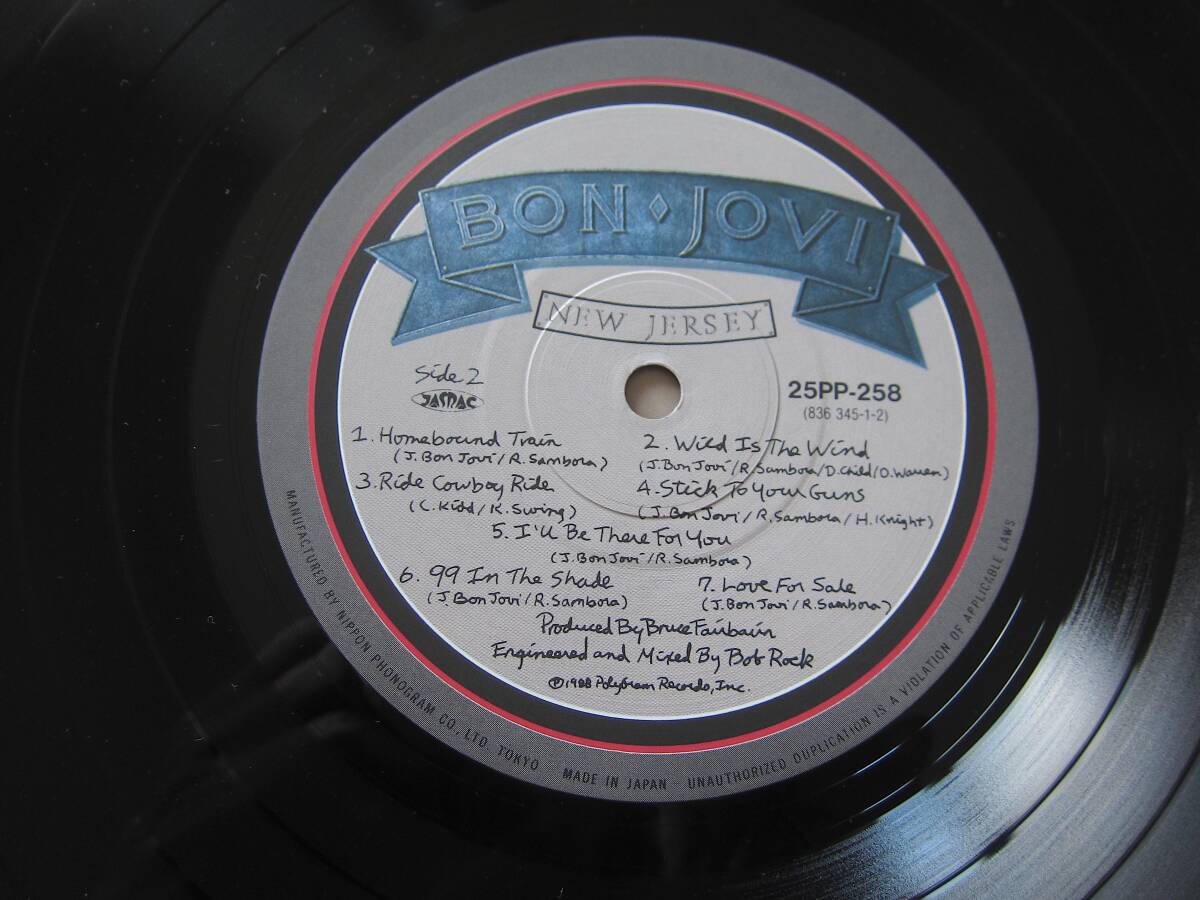 BON • JOVI
NEW JERSEY
Side 2
JASRAC
25PP-258
(836 345-1-2)
1. Homebound Train
(J. Bon Jovi/R. Sambora)
2. Wild Is The Wind
(J. Bon Jovi/R. Sambora/D. Child/D. Warren)
3. Ride Cowboy Ride
(C. Kidd/K. Swing)
4. Stick To Your Guns
(J. Bon Jovi/R. Sambora/H. Knight)
5. I'll Be There For You
(J. Bon Jovi/R. Sambora)
6. 99 In The Shade
(J. Bon Jovi/R. Sambora)
7. Love For Sale
(J. Bon Jovi/R. Sambora)
Produced By Bruce Fairbairn
Engineered and Mixed By Bob Rock
℗1988 PolyGram Records, Inc.
MANUFACTURED BY NIPPON PHONOGRAM CO., LTD. TOKYO MADE IN JAPAN UNAUTHORIZED DUPLICATION IS A VIOLATION OF APPLICABLE LAWS